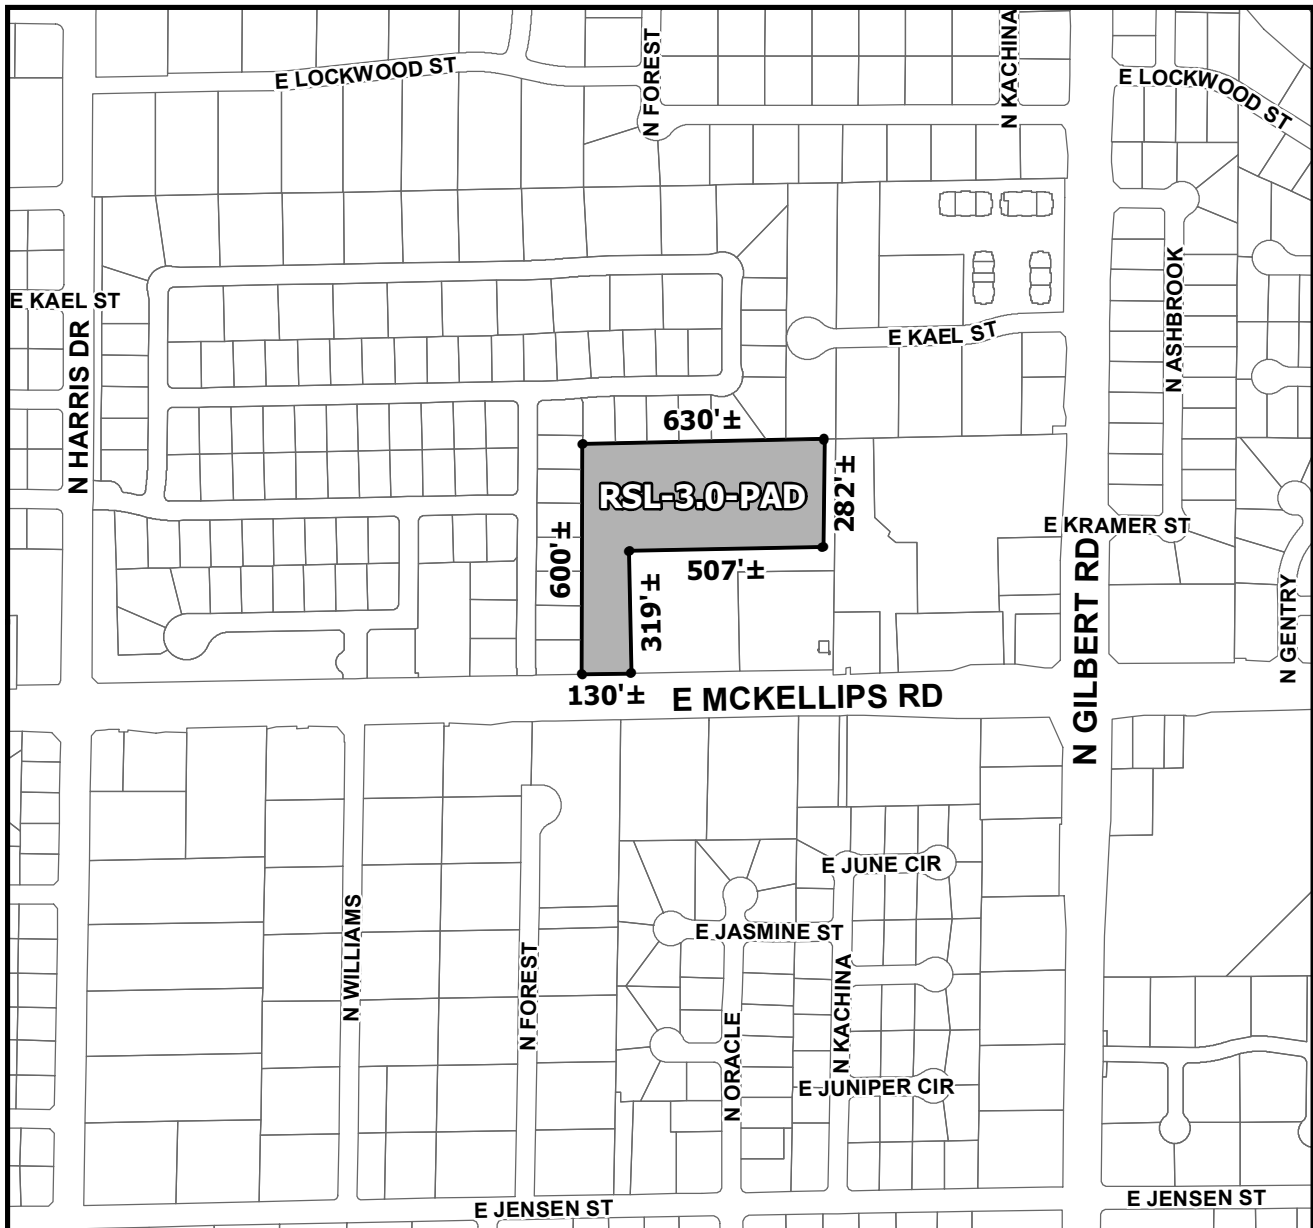 E LOCKWOOD ST
N FOREST
N KACHINA
E LOCKWOOD ST
E KAEL ST
N HARRIS DR
E KAEL ST
N ASHBROOK
630'±
RSL-3.0-PAD
282'±
600'±
507'±
319'±
130'±
E KRAMER ST
N GILBERT RD
N GENTRY
E MCKELLIPS RD
E JUNE CIR
E JASMINE ST
N WILLIAMS
N FOREST
N ORACLE
N KACHINA
E JUNIPER CIR
E JENSEN ST
E JENSEN ST